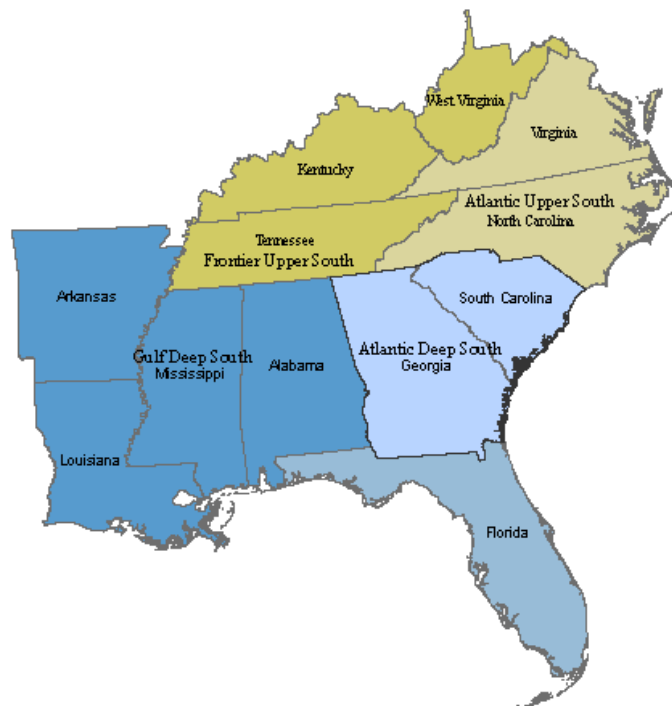 West Virginia
Virginia
Kentucky
Atlantic Upper South
North Carolina
Tennessee
Frontier Upper South
Arkansas
South Carolina
Gulf Deep South
Mississippi
Alabama
Atlantic Deep South
Georgia
Louisiana
Florida